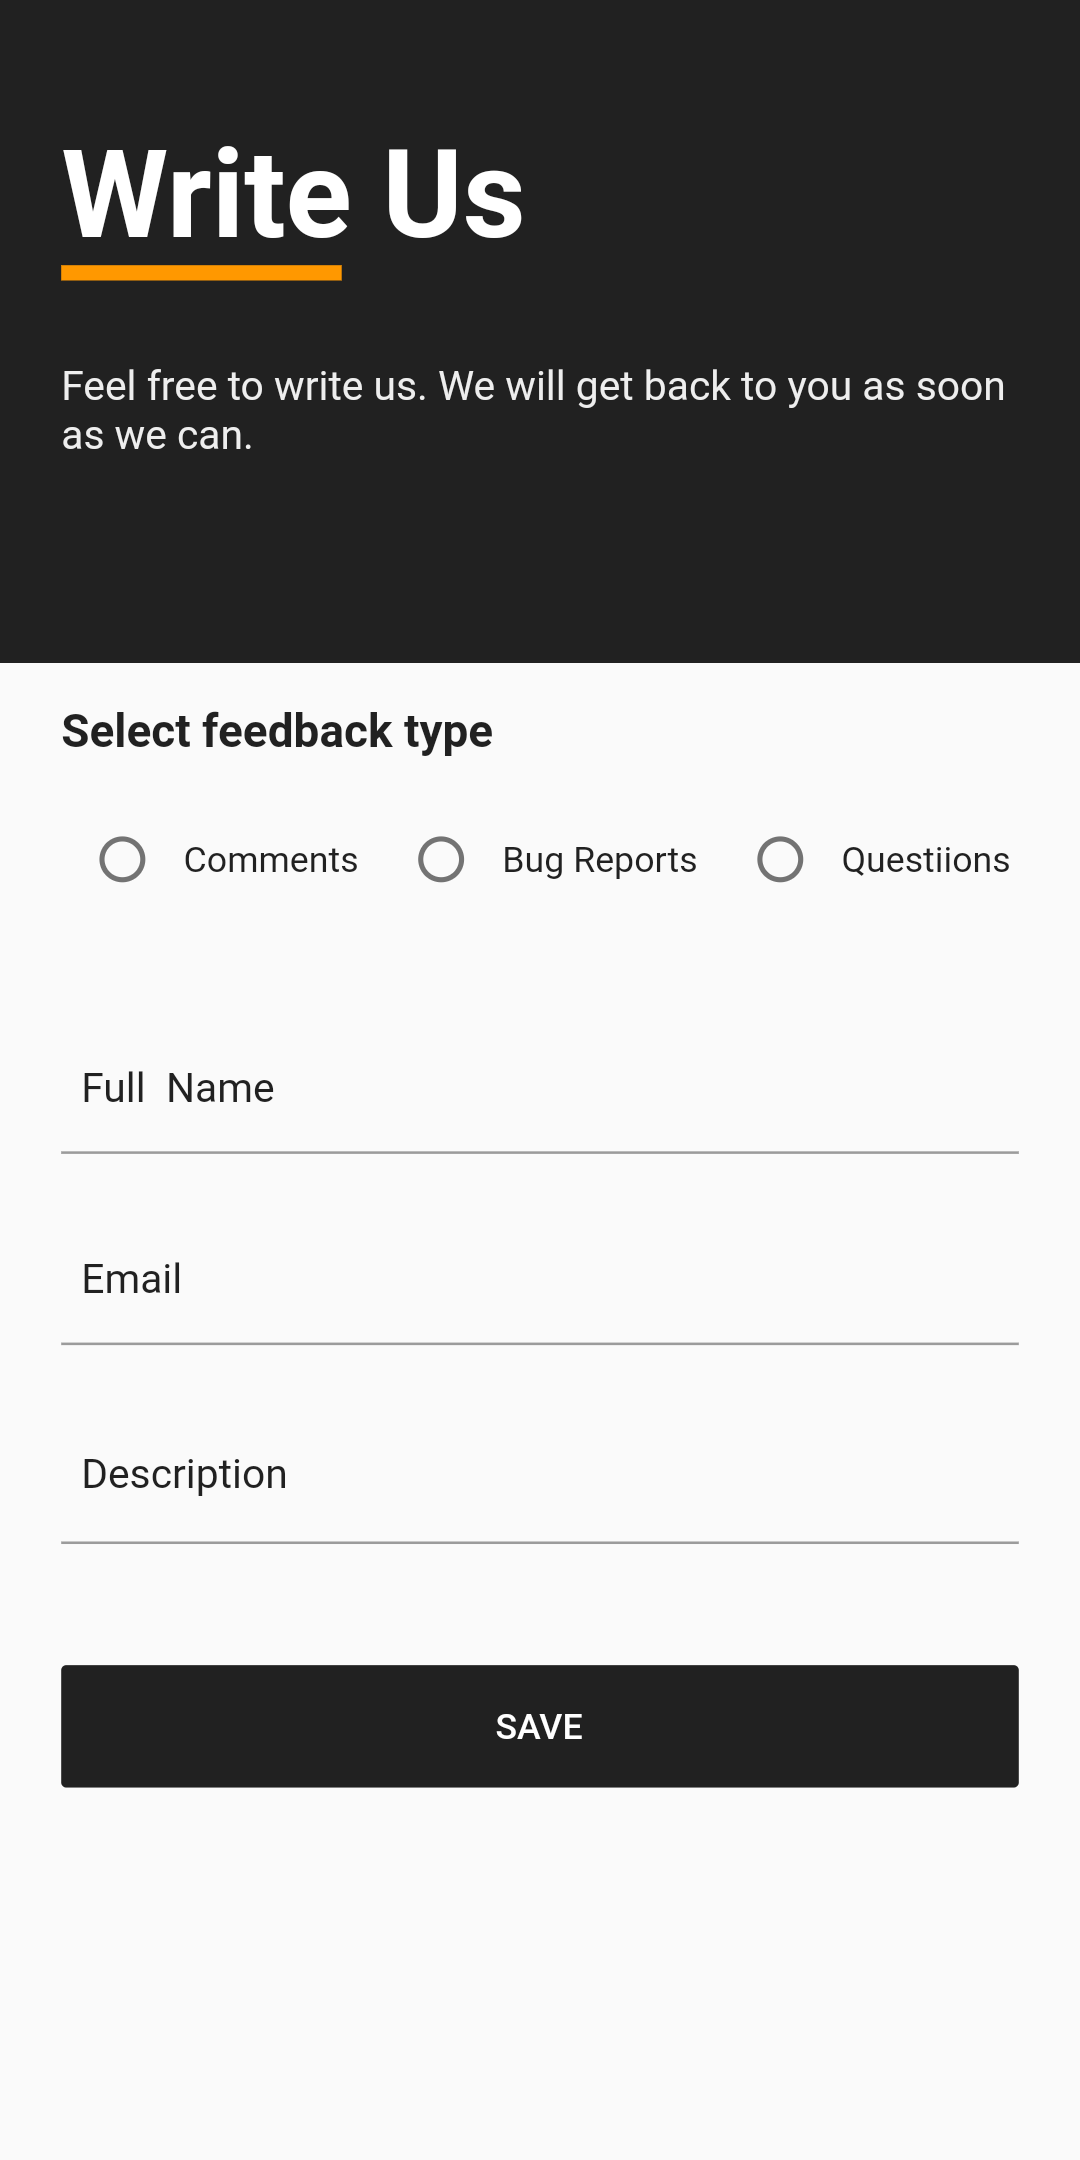 Write Us
Feel free to write us. We will get back to you as soon
as we can.
Select feedback type
Comments Bug Reports Questiions
Full  Name
Email
Description
SAVE